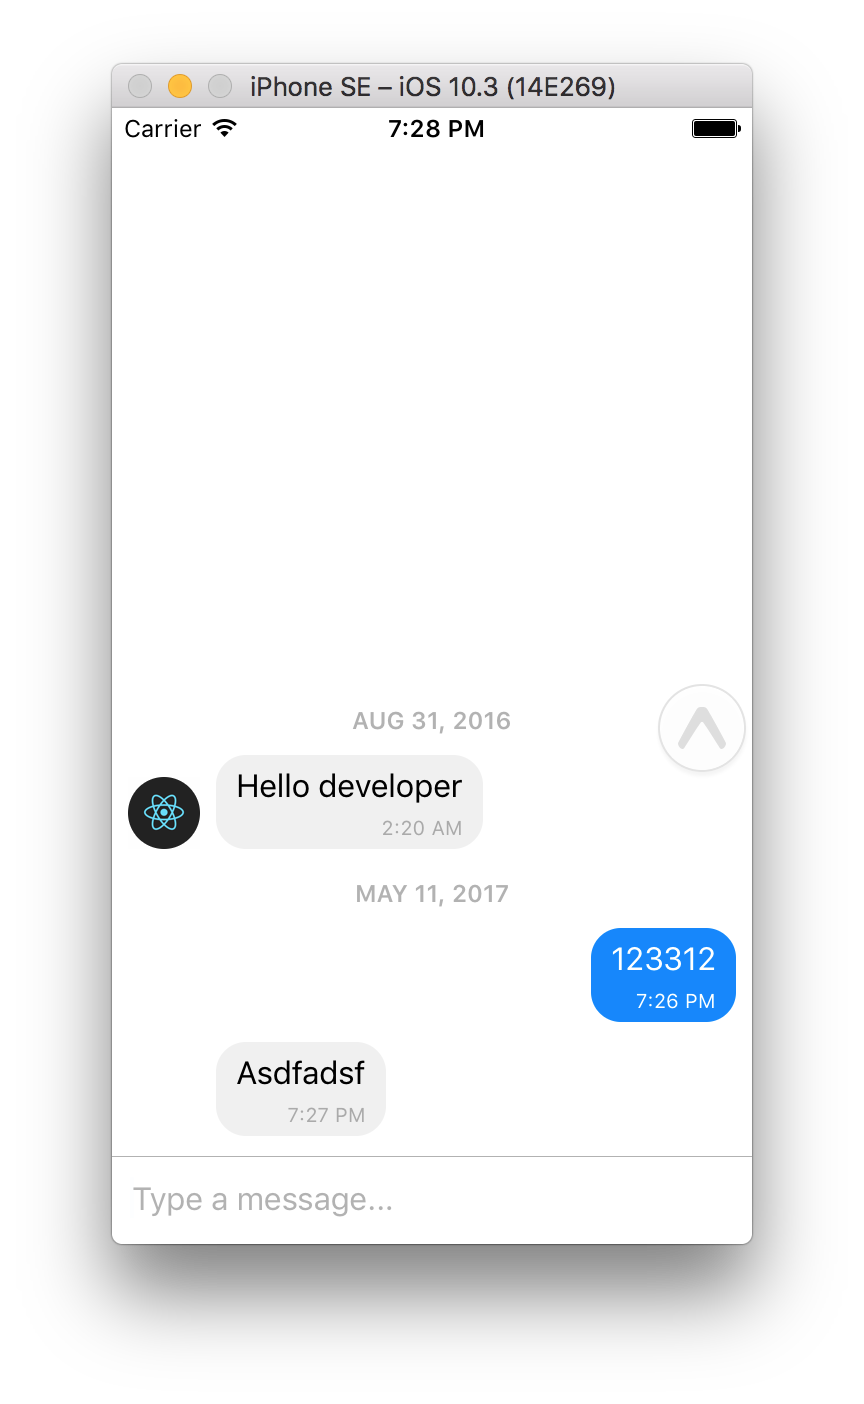 iPhone SE – iOS 10.3 (14E269)
Carrier 7:28 PM
AUG 31, 2016
Hello developer
2:20 AM
MAY 11, 2017
123312
7:26 PM
Asdfadsf
7:27 PM
Type a message...